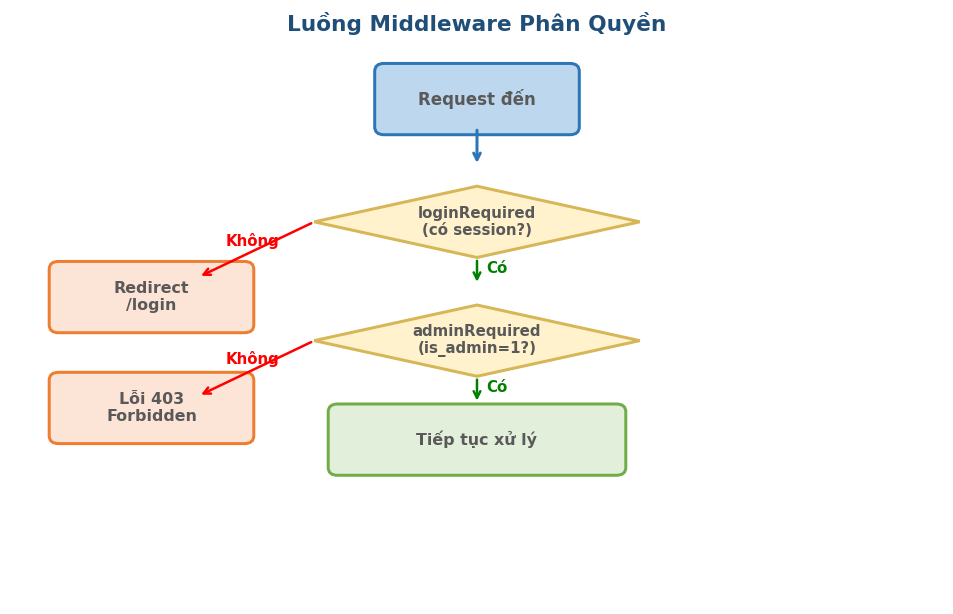 Luồng Middleware Phân Quyền
Request đến
loginRequired
(có session?)
Không
Có
Redirect
/login
adminRequired
(is_admin=1?)
Không
Có
Lỗi 403
Forbidden
Tiếp tục xử lý